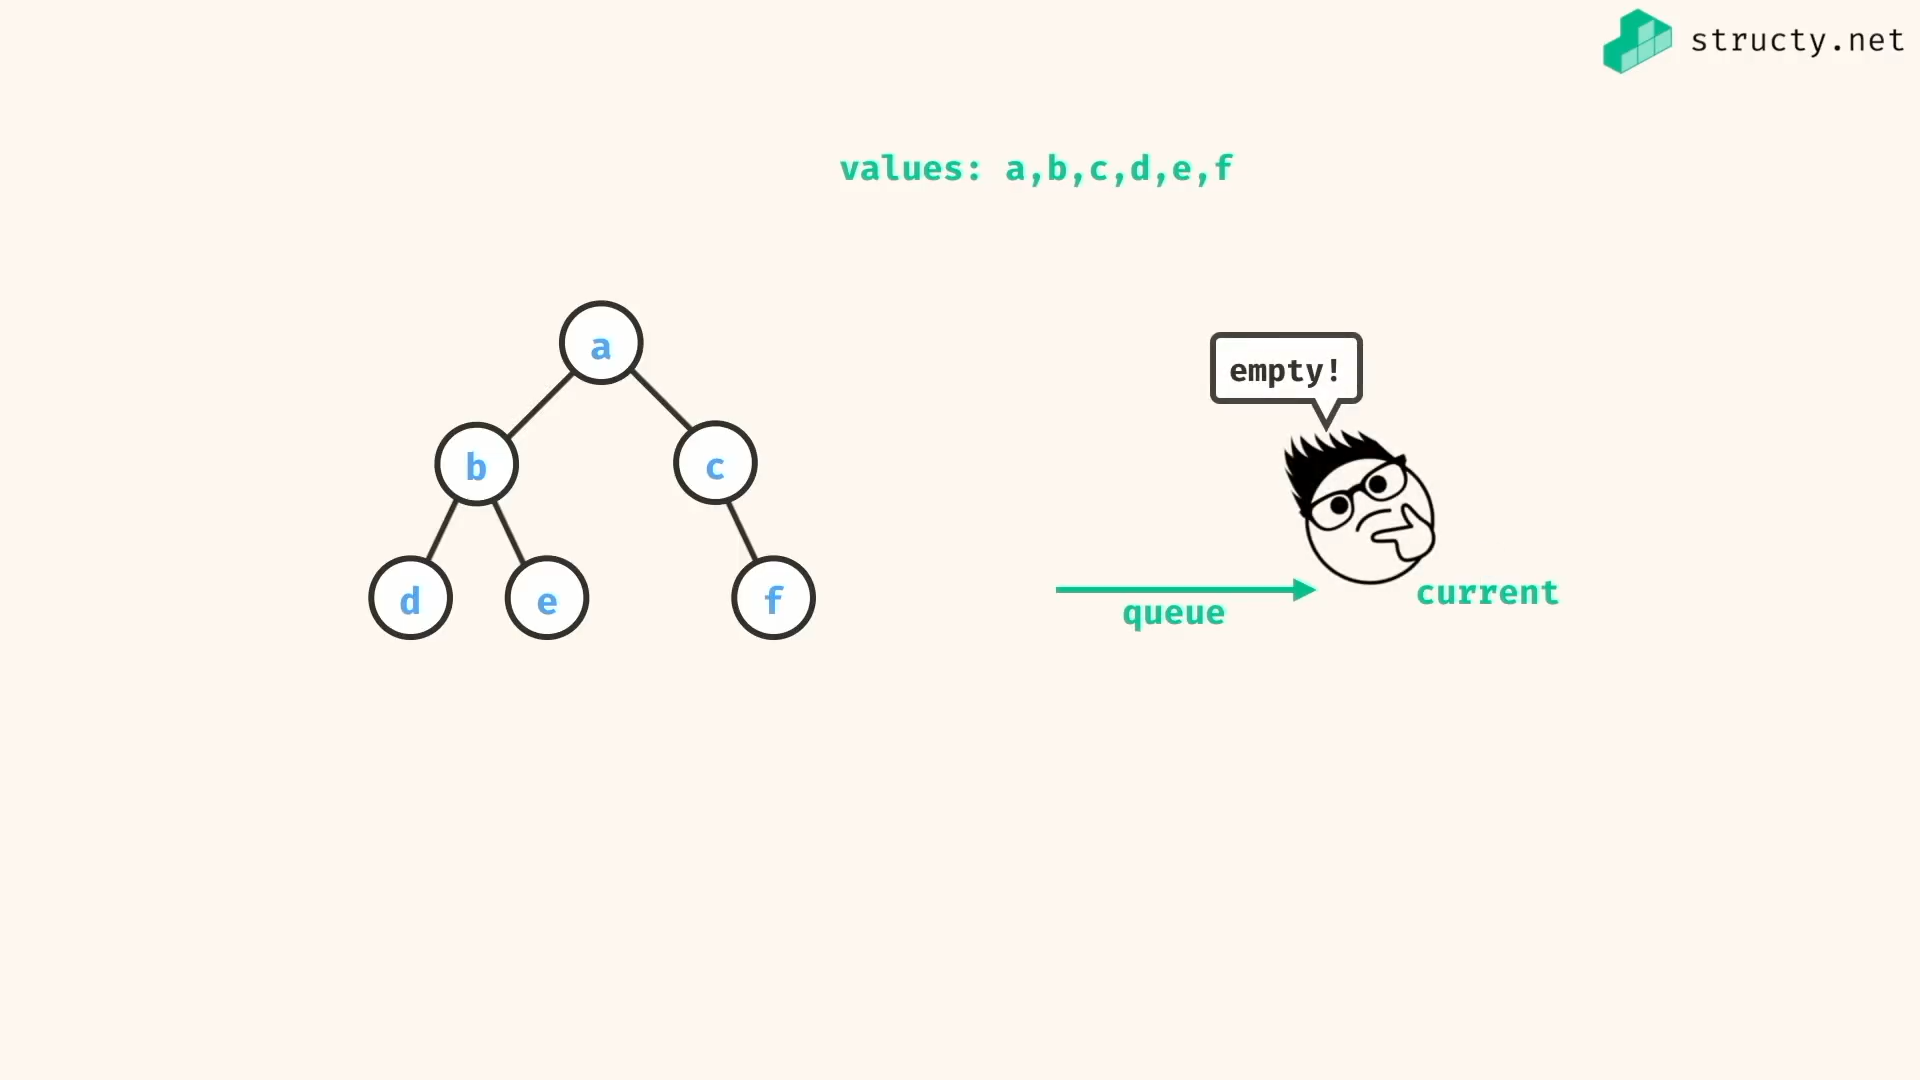 structy.net
values: a,b,c,d,e,f
a
empty!
b
c
d
e
f
current
queue